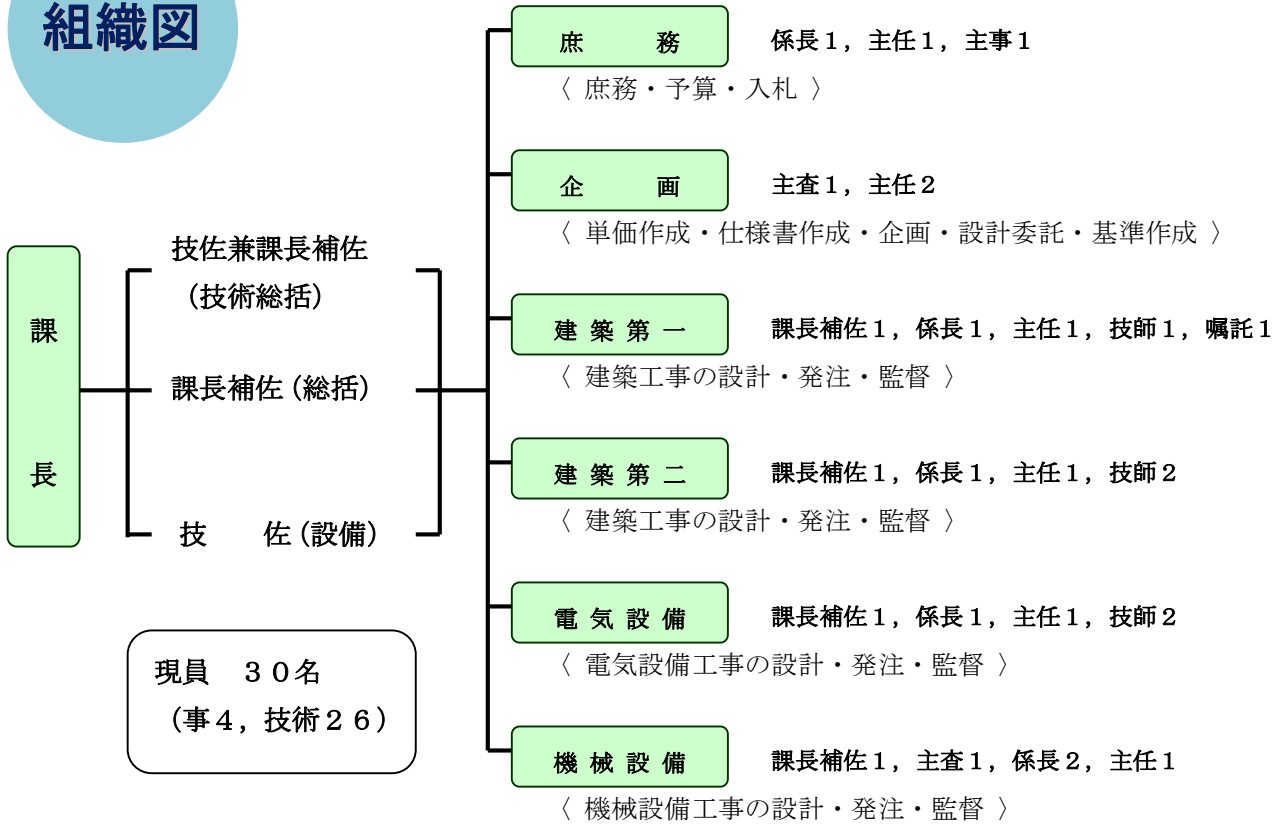 組織図
課長
技佐兼課長補佐
(技術総括)
課長補佐(総括)
技　佐(設備)
現員　３０名
(事４，技術２６)
庶　務　係長１，主任１，主事１
〈 庶務・予算・入札 〉
企　画　主査１，主任２
〈 単価作成・仕様書作成・企画・設計委託・基準作成 〉
建築第一　課長補佐１，係長１，主任１，技師１，嘱託１
〈 建築工事の設計・発注・監督 〉
建築第二　課長補佐１，係長１，主任１，技師２
〈 建築工事の設計・発注・監督 〉
電気設備　課長補佐１，係長１，主任１，技師２
〈 電気設備工事の設計・発注・監督 〉
機械設備　課長補佐１，主査１，係長２，主任１
〈 機械設備工事の設計・発注・監督 〉